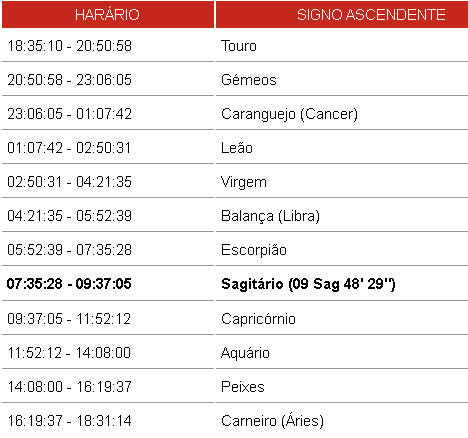 HARÁRIO SIGNO ASCENDENTE
18:35:10 - 20:50:58 Touro
20:50:58 - 23:06:05 Gémeos
23:06:05 - 01:07:42 Caranguejo (Cancer)
01:07:42 - 02:50:31 Leão
02:50:31 - 04:21:35 Virgem
04:21:35 - 05:52:39 Balança (Libra)
05:52:39 - 07:35:28 Escorpião
07:35:28 - 09:37:05 Sagitário (09 Sag 48' 29")
09:37:05 - 11:52:12 Capricórnio
11:52:12 - 14:08:00 Aquário
14:08:00 - 16:19:37 Peixes
16:19:37 - 18:31:14 Carneiro (Áries)